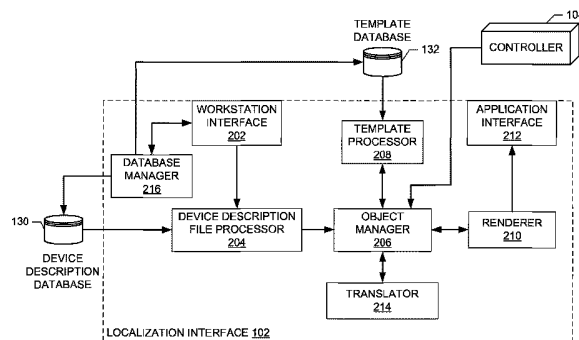 TEMPLATE
DATABASE
132
10
CONTROLLER
WORKSTATION
INTERFACE
202
TEMPLATE
PROCESSOR
208
APPLICATION
INTERFACE
212
DATABASE
MANAGER
216
130
DEVICE
DESCRIPTION
DATABASE
DEVICE DESCRIPTION
FILE PROCESSOR
204
OBJECT
MANAGER
206
RENDERER
210
TRANSLATOR
214
LOCALIZATION INTERFACE 102